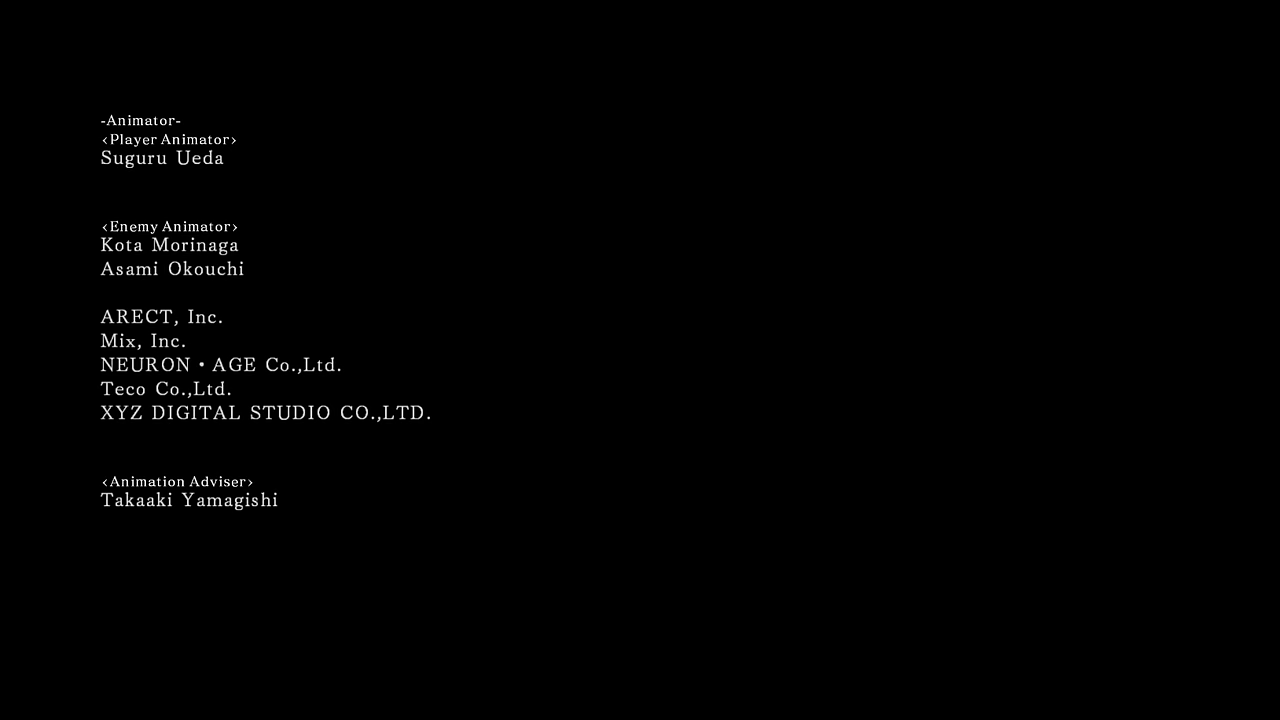 -Animator-
‹Player Animator›
Suguru Ueda
‹Enemy Animator›
Kota Morinaga
Asami Okouchi
ARECT, Inc.
Mix, Inc.
NEURON・AGE Co.,Ltd.
Teco Co.,Ltd.
XYZ DIGITAL STUDIO CO.,LTD.
‹Animation Adviser›
Takaaki Yamagishi